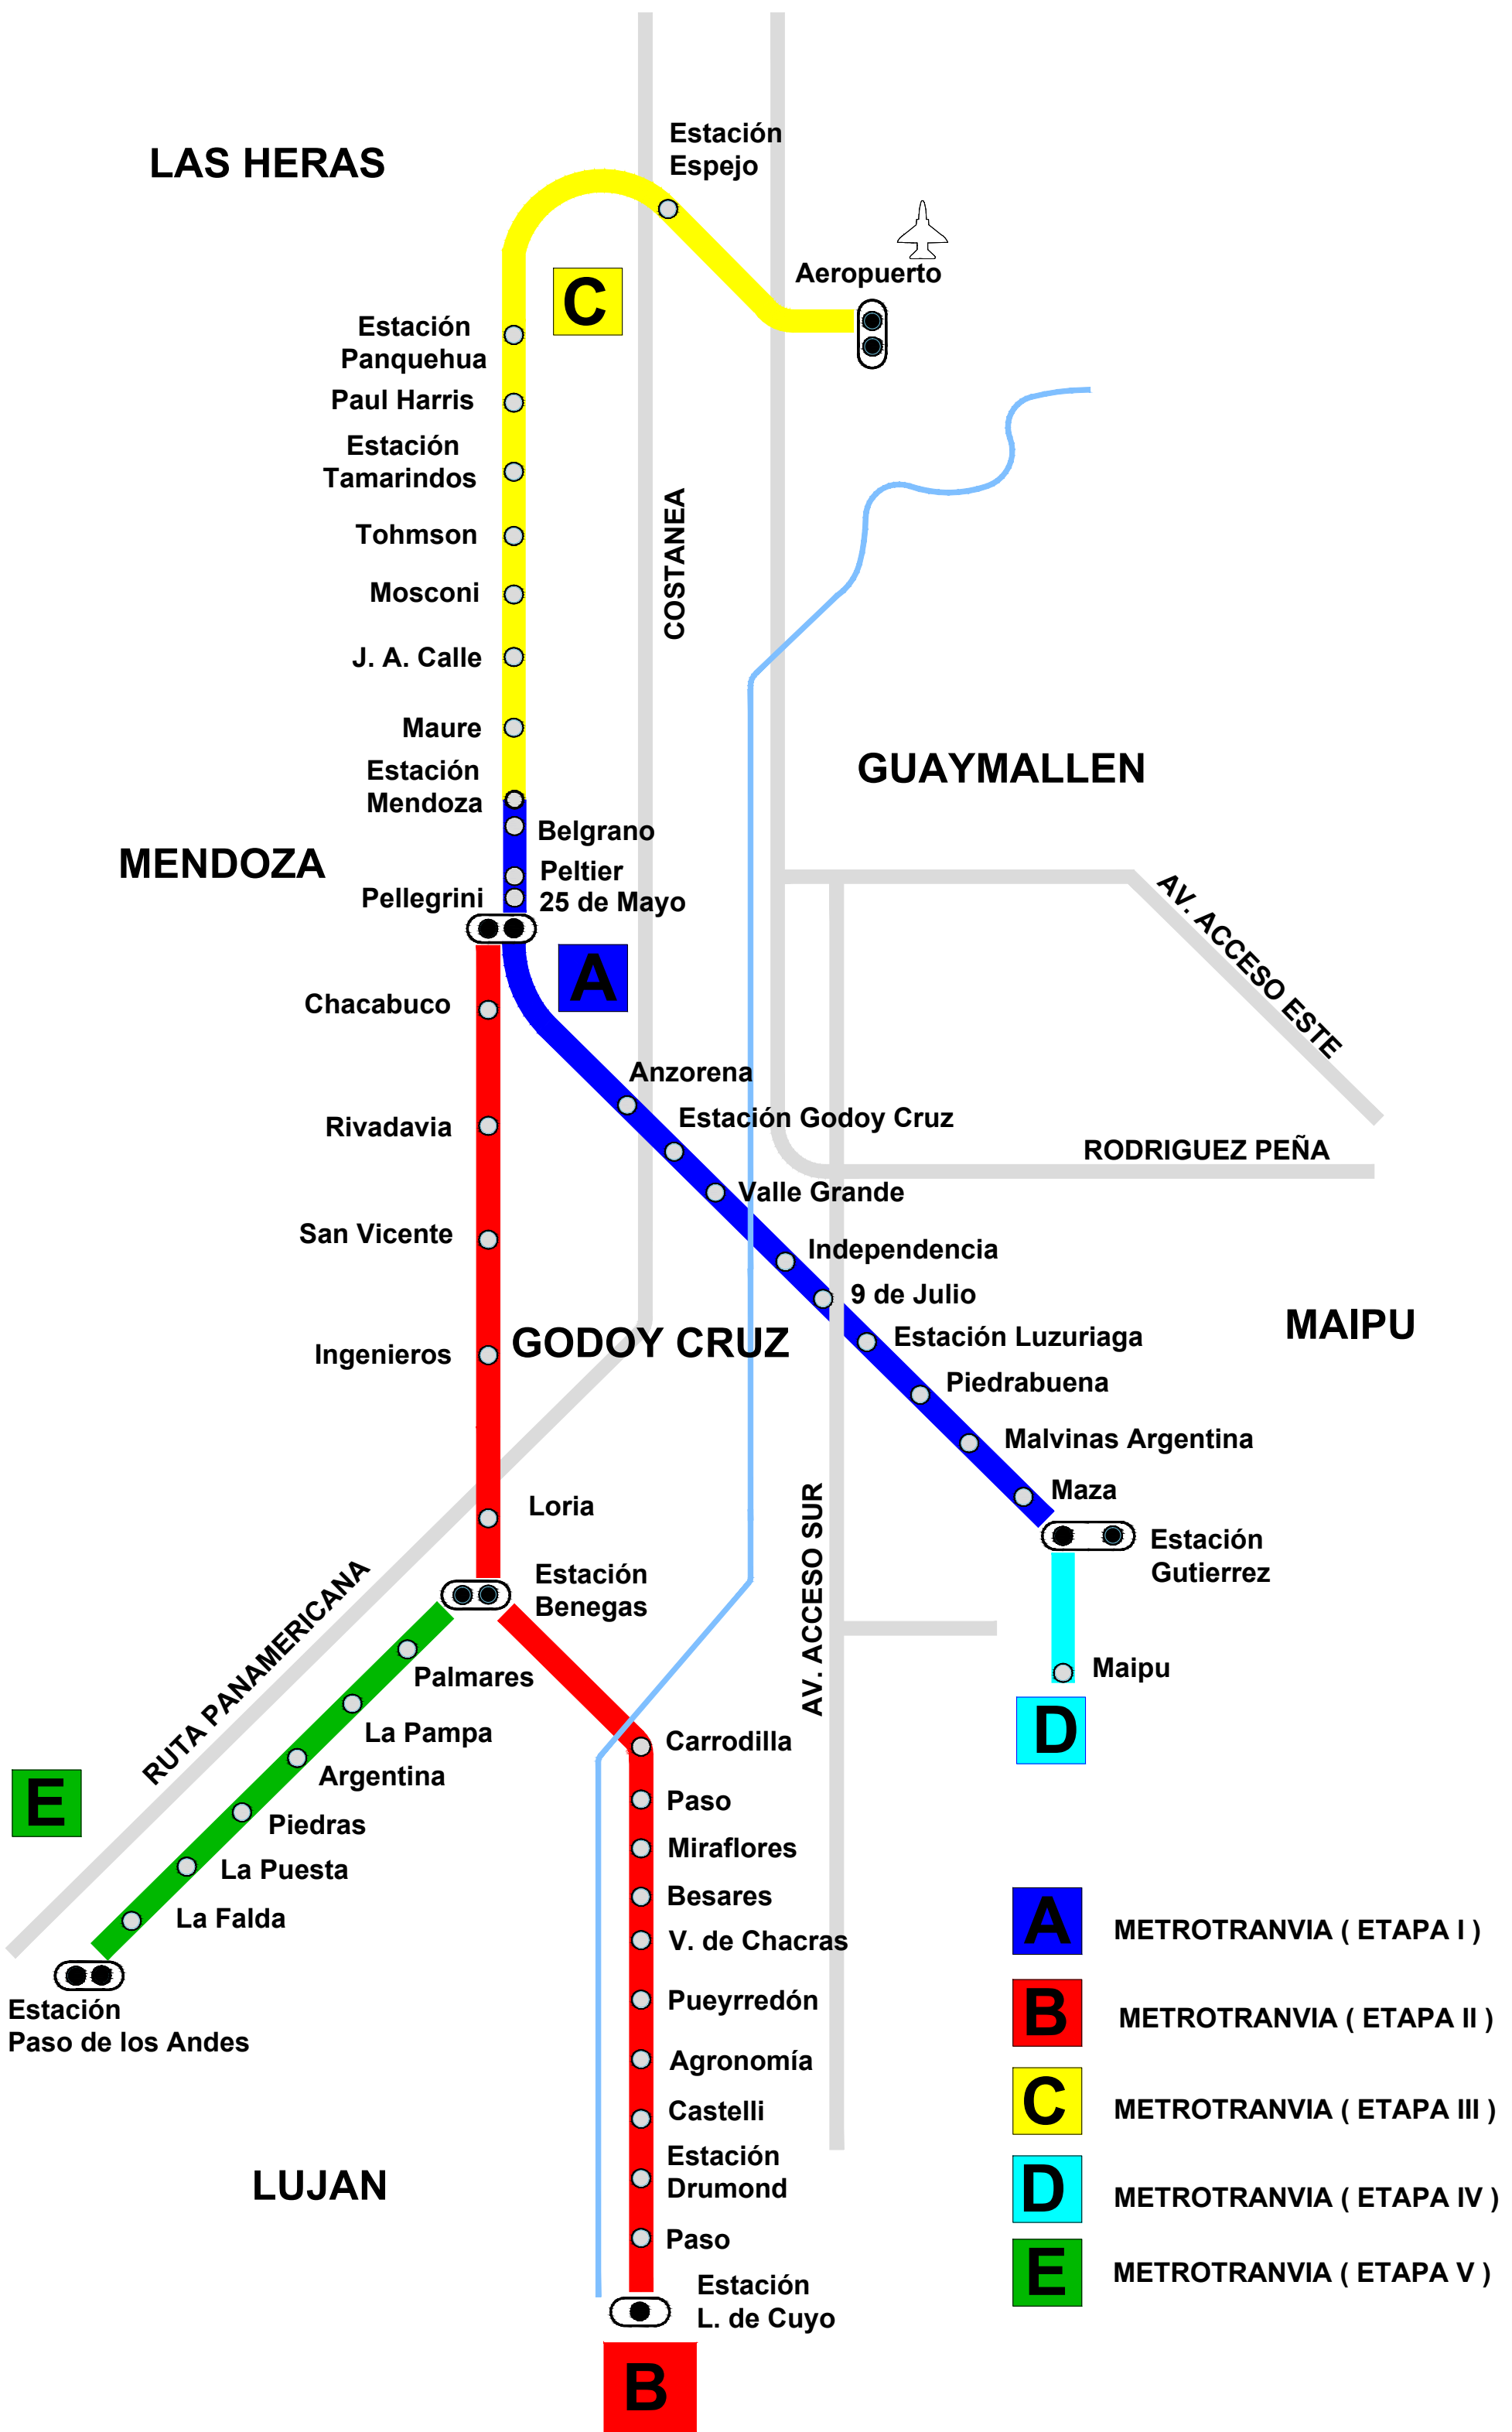 LAS HERAS
Estación
Espejo
Aeropuerto
C
Estación
Panquehua
Paul Harris
Estación
Tamarindos
Tohmson
Mosconi
J. A. Calle
Maure
Estación
Mendoza
COSTANEA
GUAYMALLEN
MENDOZA
Belgrano
Peltier
25 de Mayo
Pellegrini
A
AV. ACCESO ESTE
Chacabuco
Rivadavia
San Vicente
Ingenieros
Loria
Anzorena
Estación Godoy Cruz
Valle Grande
Independencia
9 de Julio
Estación Luzuriaga
Piedrabuena
Malvinas Argentina
Maza
Estación
Gutierrez
RODRIGUEZ PEÑA
GODOY CRUZ
MAIPU
AV. ACCESO SUR
Maipu
D
Estación
Benegas
RUTA PANAMERICANA
Palmares
La Pampa
Argentina
Piedras
La Puesta
La Falda
E
Estación
Paso de los Andes
Carrodilla
Paso
Miraflores
Besares
V. de Chacras
Pueyrredón
Agronomía
Castelli
Estación
Drumond
Paso
Estación
L. de Cuyo
B
LUJAN
A METROTRANVIA ( ETAPA I )
B METROTRANVIA ( ETAPA II )
C METROTRANVIA ( ETAPA III )
D METROTRANVIA ( ETAPA IV )
E METROTRANVIA ( ETAPA V )